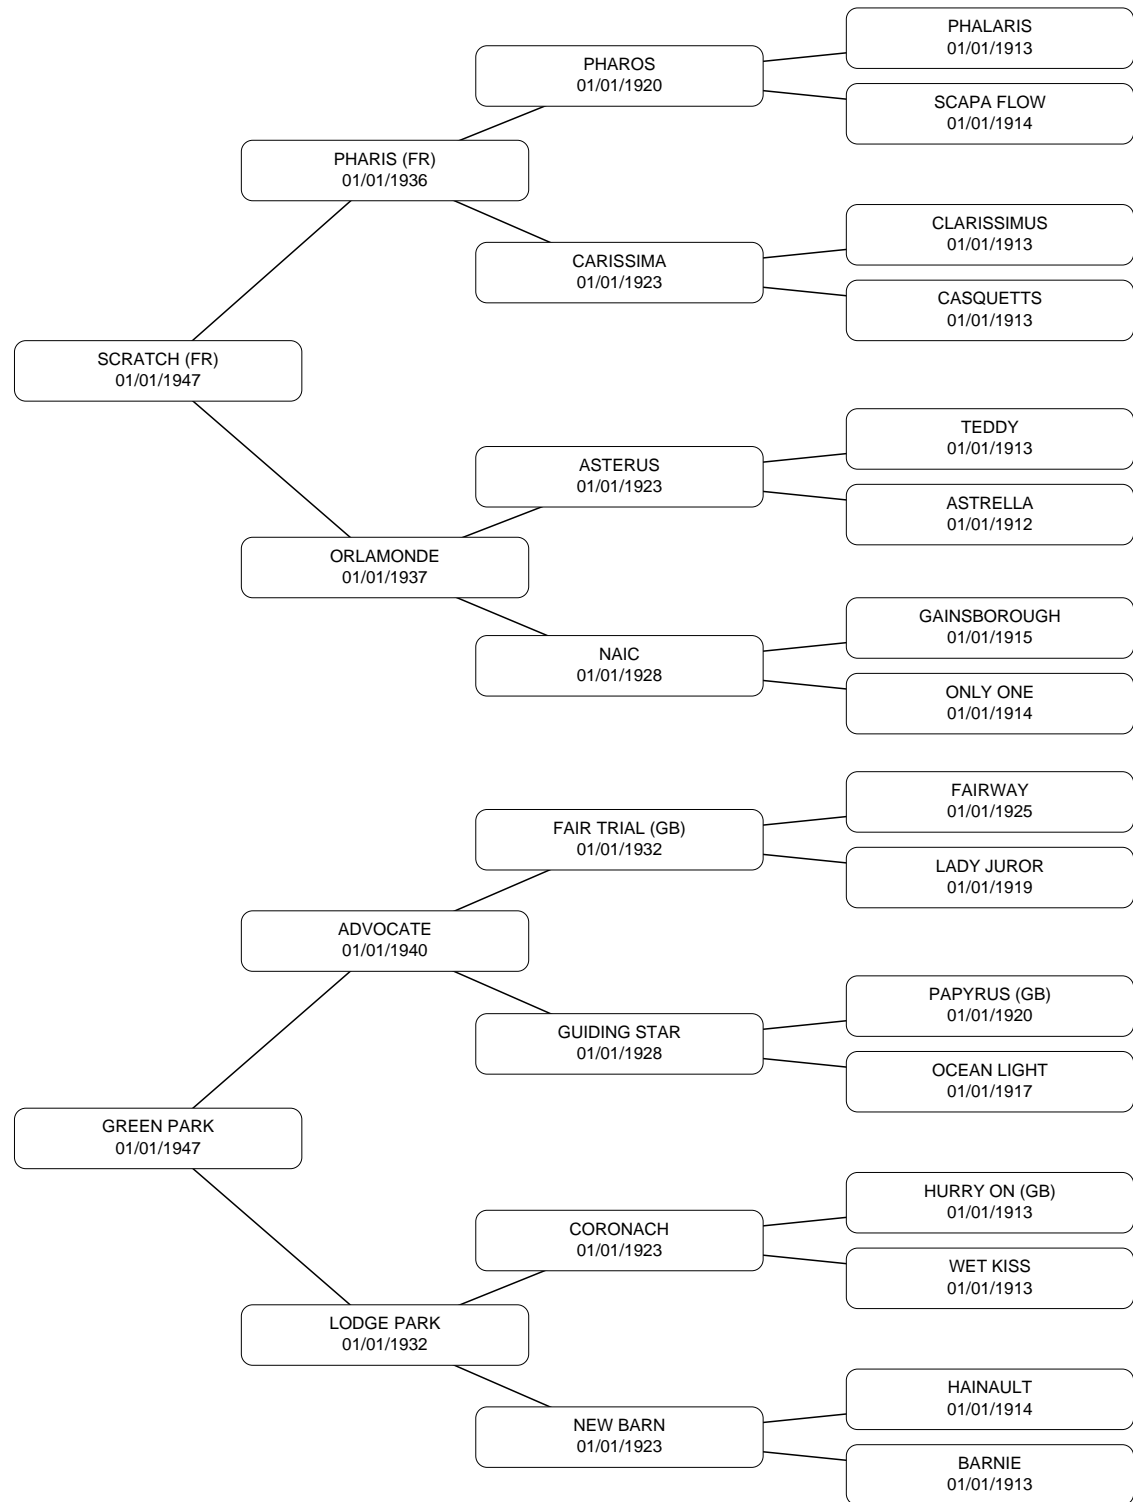 PHALARIS
01/01/1913
PHAROS
01/01/1920
SCAPA FLOW
01/01/1914
PHARIS (FR)
01/01/1936
CLARISSIMUS
01/01/1913
CARISSIMA
01/01/1923
CASQUETTS
01/01/1913
SCRATCH (FR)
01/01/1947
TEDDY
01/01/1913
ASTERUS
01/01/1923
ASTRELLA
01/01/1912
ORLAMONDE
01/01/1937
GAINSBOROUGH
01/01/1915
NAIC
01/01/1928
ONLY ONE
01/01/1914
FAIRWAY
01/01/1925
FAIR TRIAL (GB)
01/01/1932
LADY JUROR
01/01/1919
ADVOCATE
01/01/1940
PAPYRUS (GB)
01/01/1920
GUIDING STAR
01/01/1928
OCEAN LIGHT
01/01/1917
GREEN PARK
01/01/1947
HURRY ON (GB)
01/01/1913
CORONACH
01/01/1923
WET KISS
01/01/1913
LODGE PARK
01/01/1932
HAINAULT
01/01/1914
NEW BARN
01/01/1923
BARNIE
01/01/1913